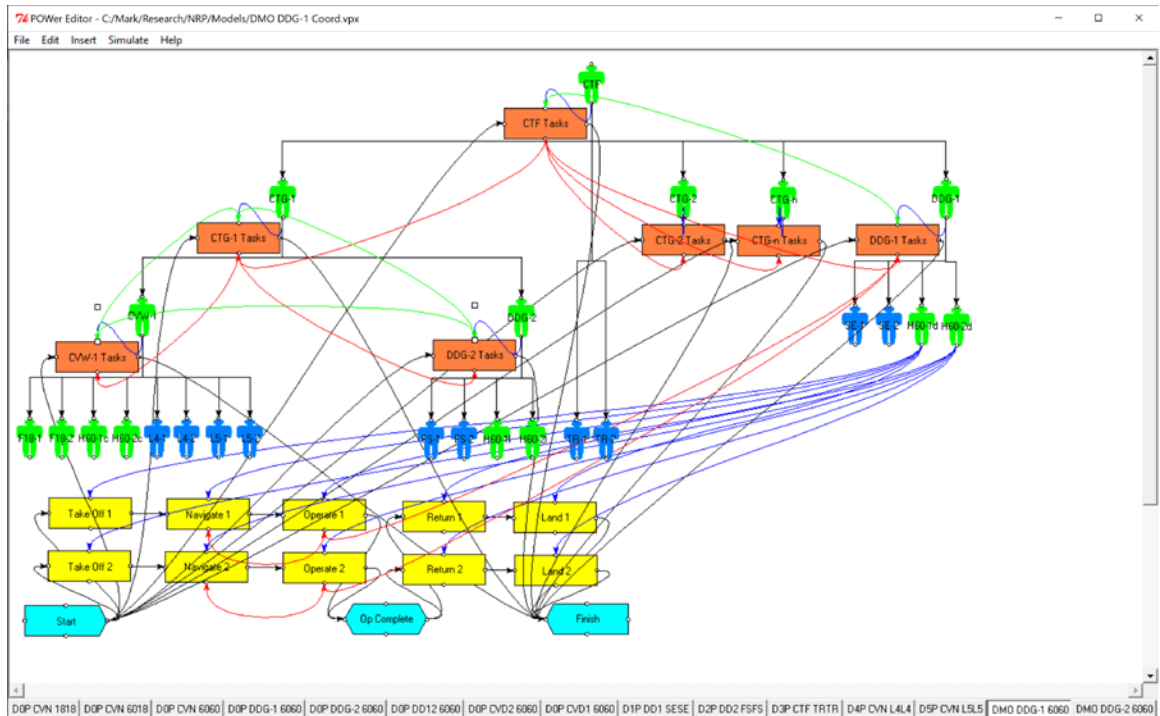 POWer Editor - C:/Mark/Research/NRP/Models/DMO DDG-1 Coord.vpx
File Edit Insert Simulate Help
CTF
CTF Tasks
CTG-1 CTG-2 CTG-n DDG-1
CTG-1 Tasks CTG-2 Tasks CTG-n Tasks DDG-1 Tasks
CVW-1 DDG-2 SE-1 SE-2 H60-1d H60-2d
CVW-1 Tasks DDG-2 Tasks
F18-1 F18-2 H60-1c H60-2c L4-1 L4-2 L5-1 L5-2 FS-1 FS-2 TR-1 TR-2
Take Off 1 Navigate 1 Operate 1 Return 1 Land 1
Take Off 2 Navigate 2 Operate 2 Return 2 Land 2
Start Op Complete Finish
D0P CVN 1818 D0P CVN 6018 D0P CVN 6060 D0P DDG-1 6060 D0P DDG-2 6060 D0P DD12 6060 D0P CVD2 6060 D0P CVD1 6060 D1P DD1 SESE D2P DD2 FSFS D3P CTF TRTR D4P CVN L4L4 D5P CVN L5L5 DMO DDG-1 6060 DMO DDG-2 6060